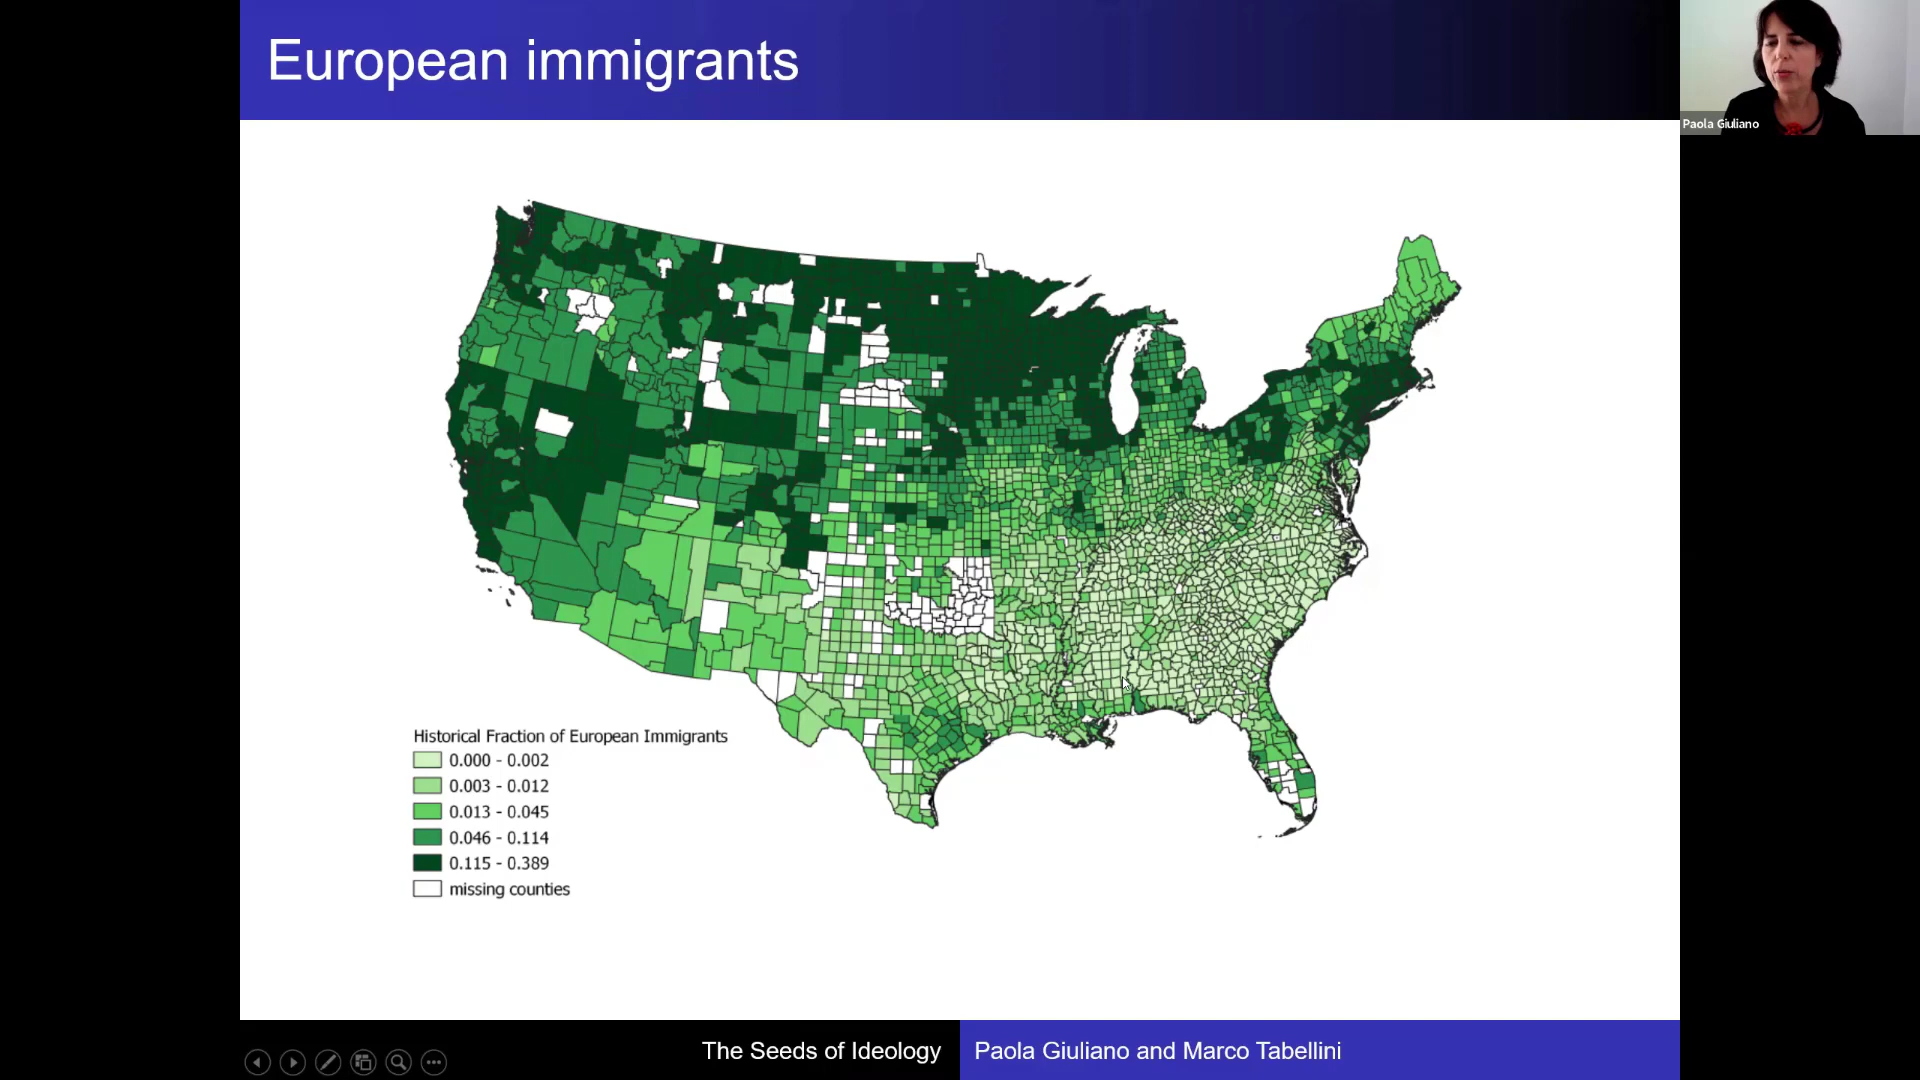 European immigrants
Paola Giuliano
Historical Fraction of European Immigrants
0.000 - 0.002
0.003 - 0.012
0.013 - 0.045
0.046 - 0.114
0.115 - 0.389
missing counties
The Seeds of Ideology
Paola Giuliano and Marco Tabellini